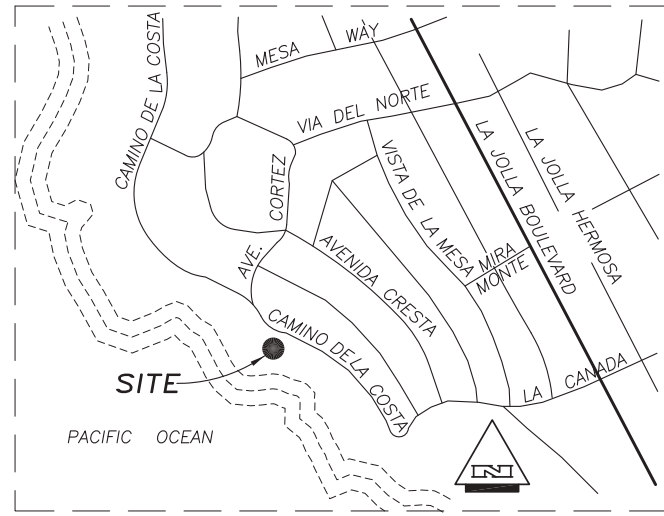 CAMINO DE LA COSTA
MESA
WAY
VIA DEL NORTE
LA JOLLA BOULEVARD
LA JOLLA HERMOSA
VISTA DE LA MESA
MIRA
MONTE
AVE.
CORTEZ
AVENIDA CRESTA
CAMINO DE LA COSTA
LA
CANADA
SITE
PACIFIC OCEAN
N